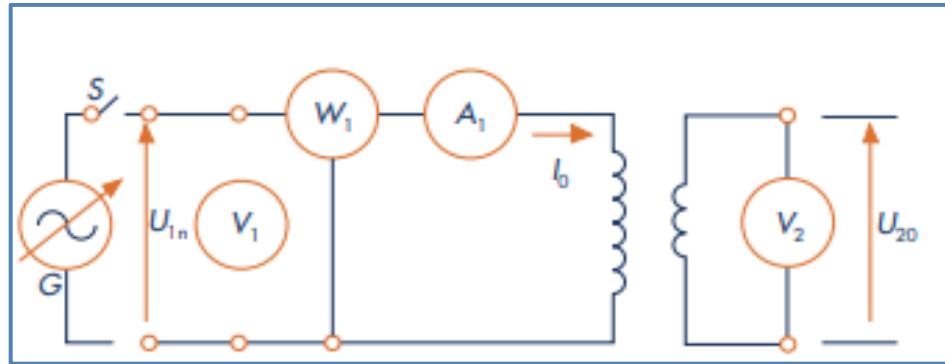 S
W₁
A₁
I₀
U₁ₙ
V₁
V₂
U₂₀
G